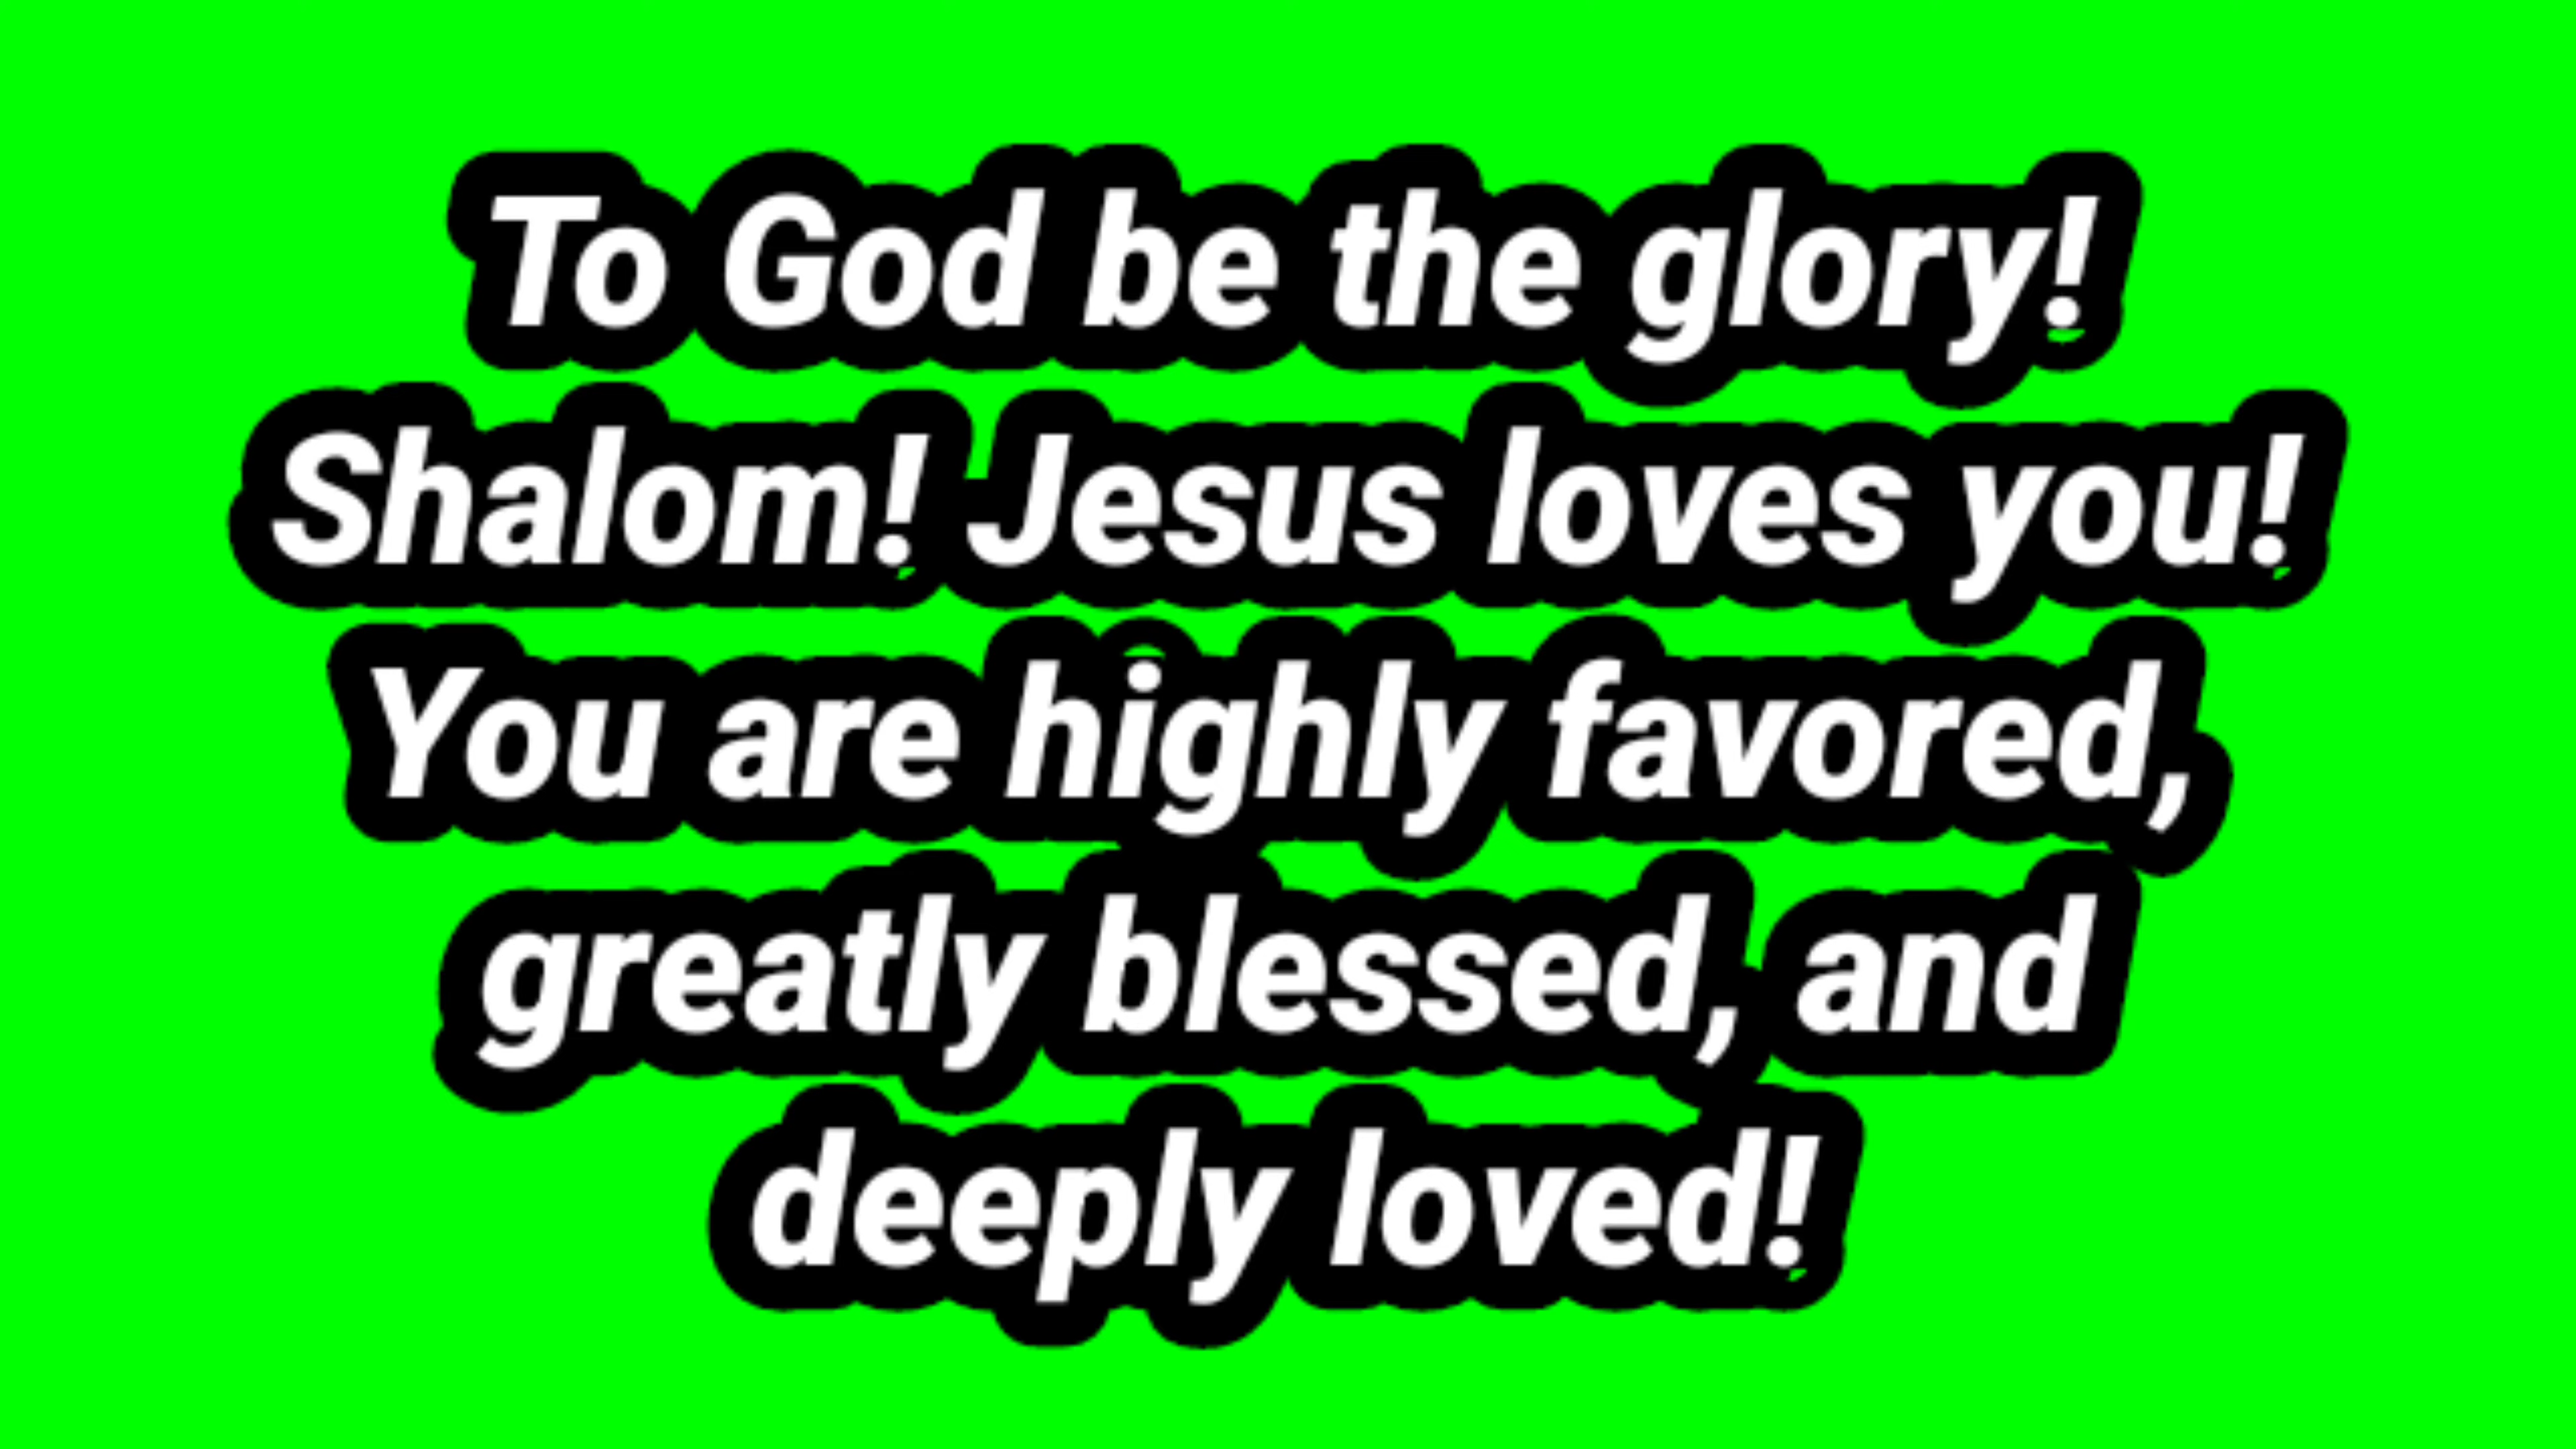 To God be the glory!
Shalom! Jesus loves you!
You are highly favored,
greatly blessed, and
deeply loved!